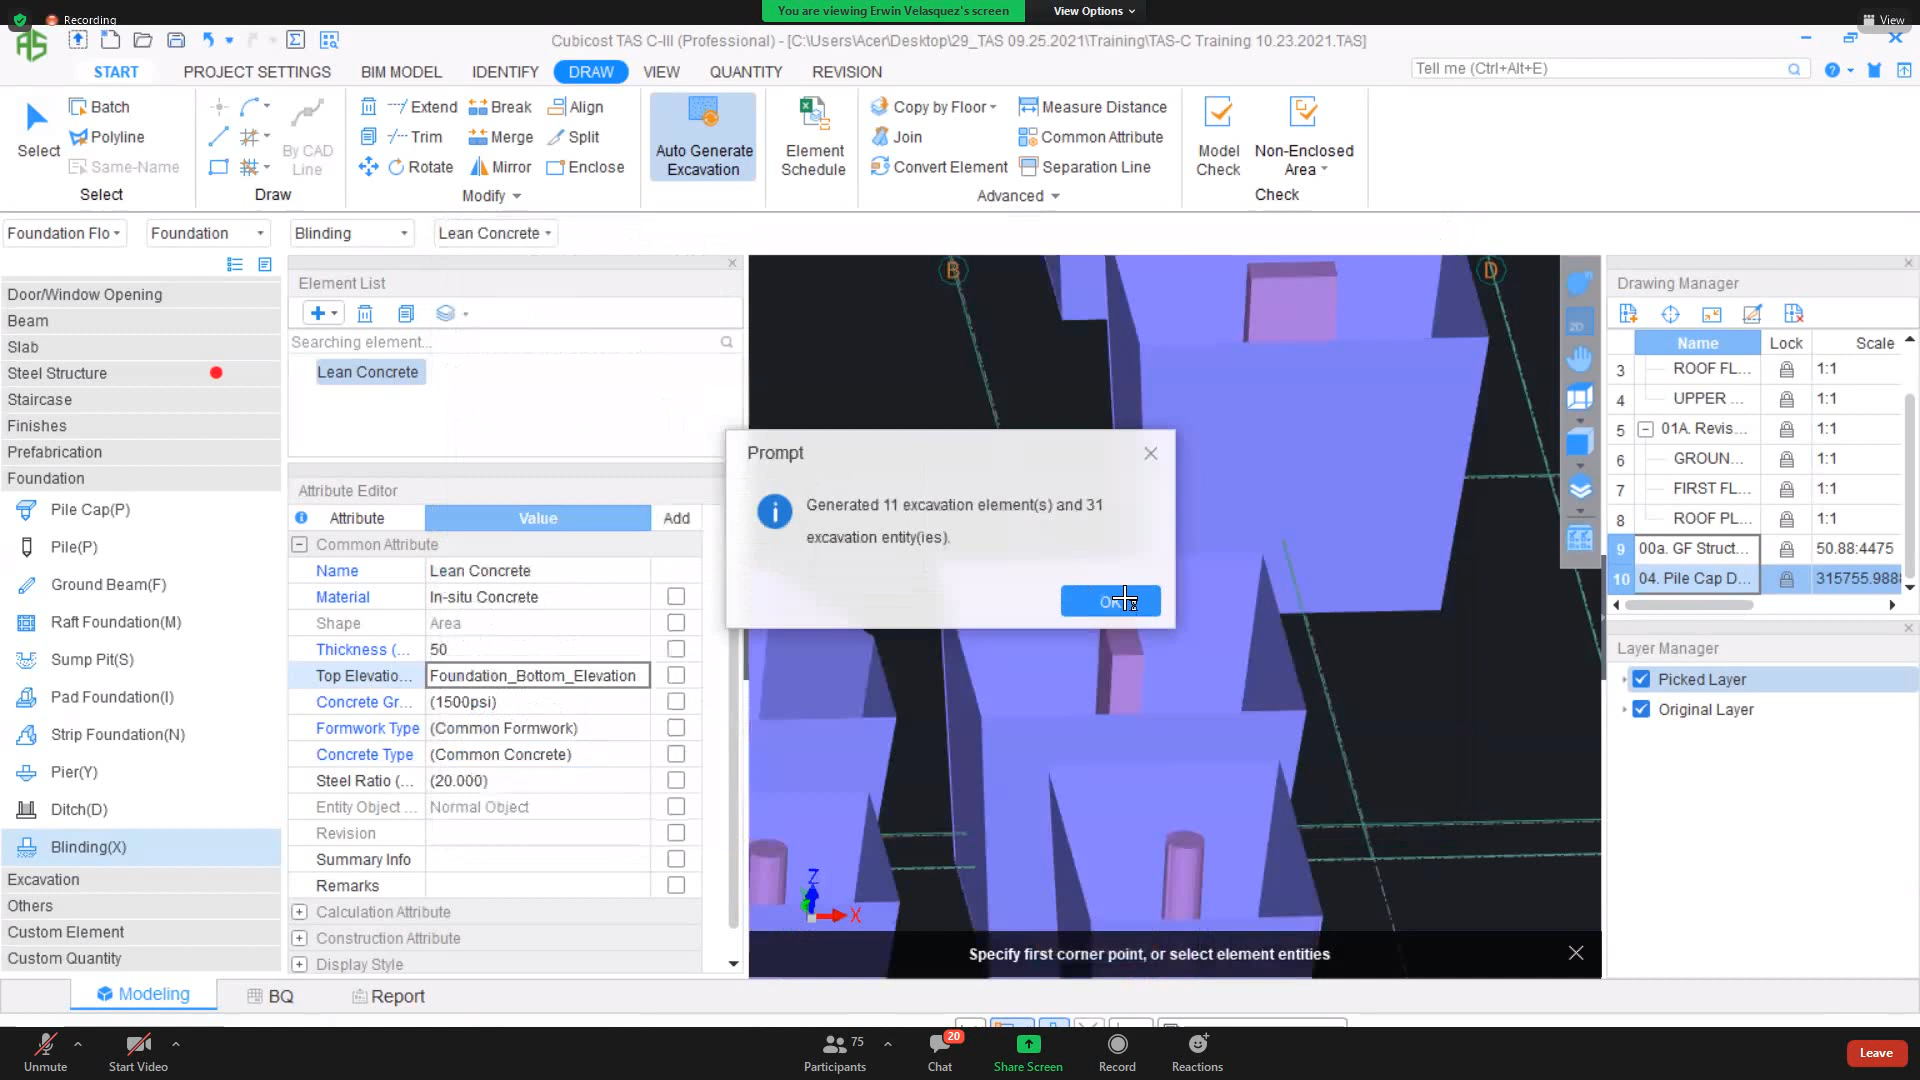 Recording
You are viewing Erwin Velasquez's screen
View Options
View
Cubicost TAS C-III (Professional) - [C:\Users\Acer\Desktop\29_TAS 09.25.2021\Training\TAS-C Training 10.23.2021.TAS]
START
PROJECT SETTINGS
BIM MODEL
IDENTIFY
DRAW
VIEW
QUANTITY
REVISION
Tell me (Ctrl+Alt+E)
Select
Batch
Polyline
Same-Name
Select
By CAD
Line
Draw
Extend
Break
Align
Trim
Merge
Split
Rotate
Mirror
Enclose
Modify
Auto Generate
Excavation
Element
Schedule
Copy by Floor
Measure Distance
Join
Common Attribute
Convert Element
Separation Line
Advanced
Model
Check
Non-Enclosed
Area
Check
Foundation Flo
Foundation
Blinding
Lean Concrete
Door/Window Opening
Beam
Slab
Steel Structure
Staircase
Finishes
Prefabrication
Foundation
Pile Cap(P)
Pile(P)
Ground Beam(F)
Raft Foundation(M)
Sump Pit(S)
Pad Foundation(I)
Strip Foundation(N)
Pier(Y)
Ditch(D)
Blinding(X)
Excavation
Others
Custom Element
Custom Quantity
Element List
Searching element...
Lean Concrete
Attribute Editor
Attribute Value Add
Common Attribute
Name Lean Concrete
Material In-situ Concrete
Shape Area
Thickness (... 50
Top Elevatio... Foundation_Bottom_Elevation
Concrete Gr... (1500psi)
Formwork Type (Common Formwork)
Concrete Type (Common Concrete)
Steel Ratio (... (20.000)
Entity Object ... Normal Object
Revision
Summary Info
Remarks
Calculation Attribute
Construction Attribute
Display Style
B
D
2D
Prompt
Generated 11 excavation element(s) and 31
excavation entity(ies).
OK
Z
X
Specify first corner point, or select element entities
Drawing Manager
Name Lock Scale
3 ROOF FL... 1:1
4 UPPER ... 1:1
5 01A. Revis... 1:1
6 GROUN... 1:1
7 FIRST FL... 1:1
8 ROOF PL... 1:1
9 00a. GF Struct... 50.88:4475
10 04. Pile Cap D... 315755.988
Layer Manager
Picked Layer
Original Layer
Modeling
BQ
Report
Unmute
Start Video
75
Participants
20
Chat
Share Screen
Record
Reactions
Leave